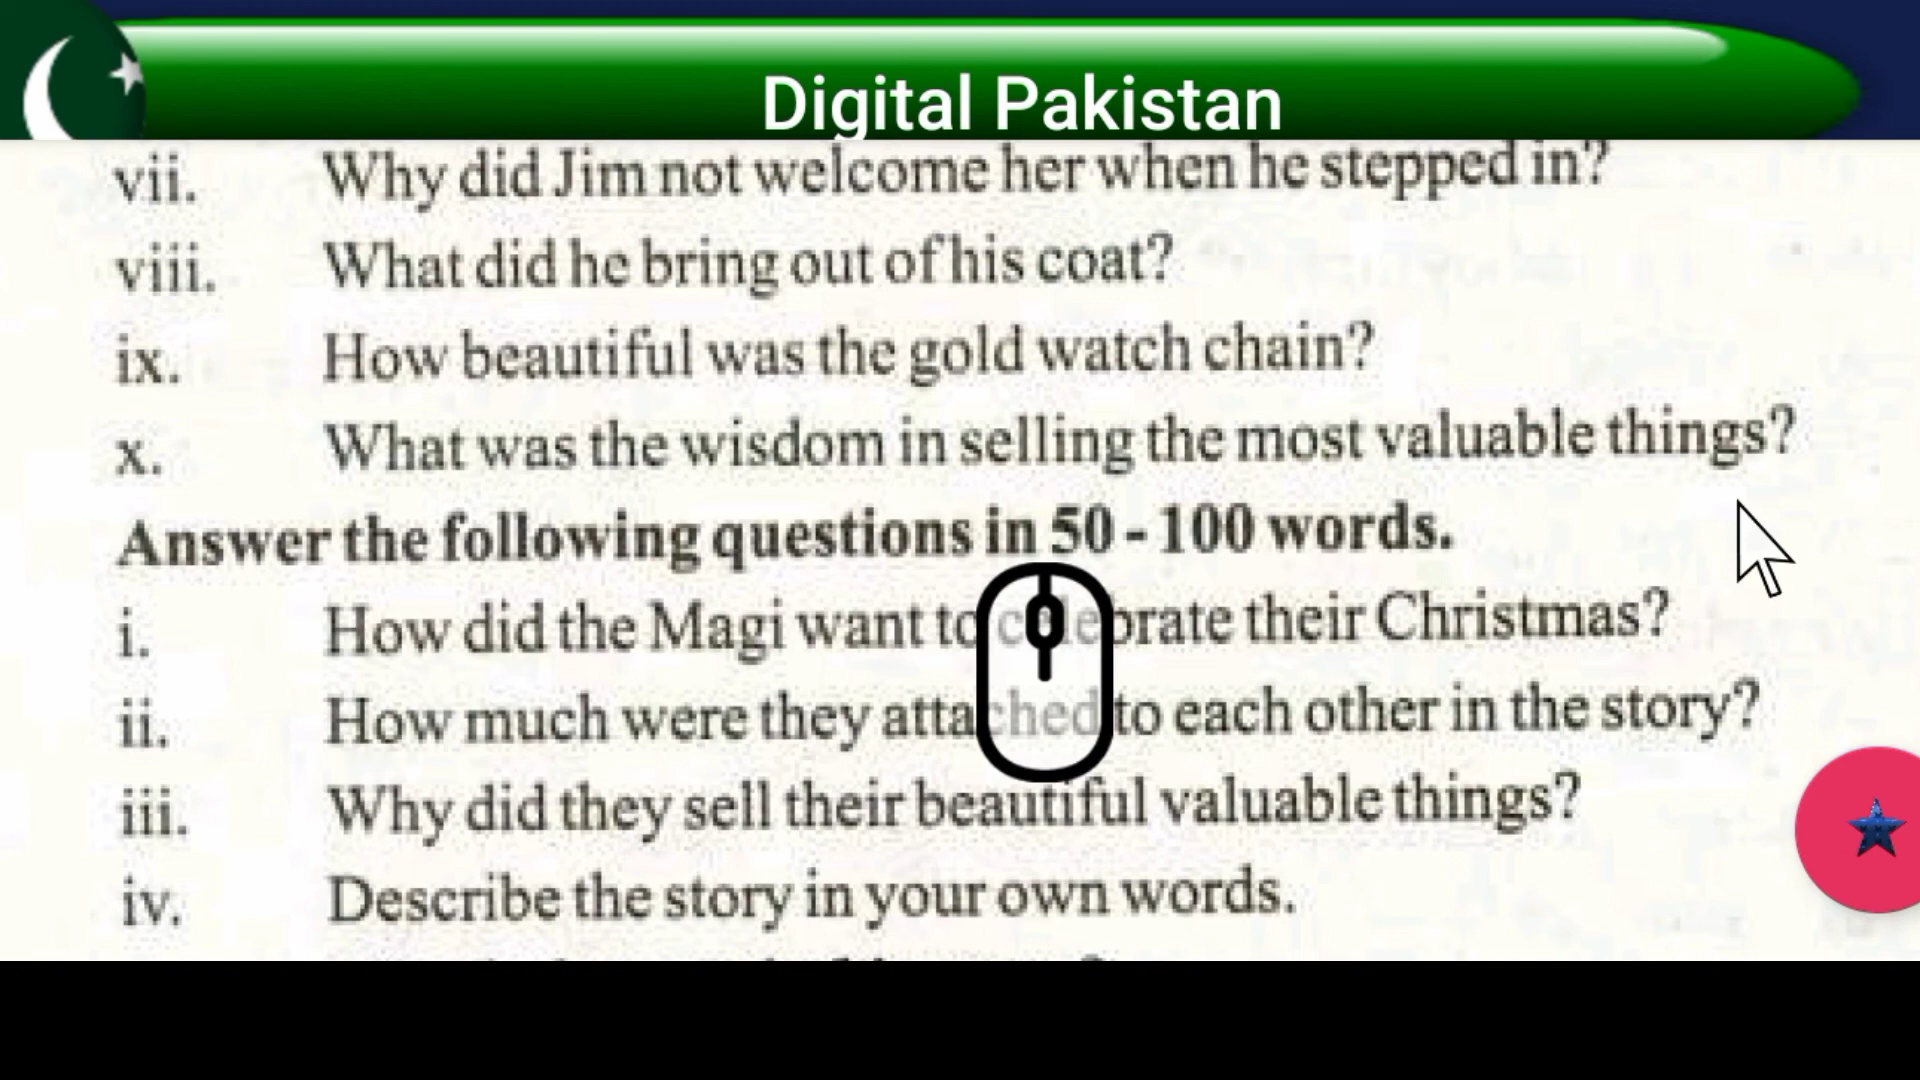 Digital Pakistan
vii. Why did Jim not welcome her when he stepped in?
viii. What did he bring out of his coat?
ix. How beautiful was the gold watch chain?
x. What was the wisdom in selling the most valuable things?
Answer the following questions in 50 - 100 words.
i. How did the Magi want to celebrate their Christmas?
ii. How much were they attached to each other in the story?
iii. Why did they sell their beautiful valuable things?
iv. Describe the story in your own words.